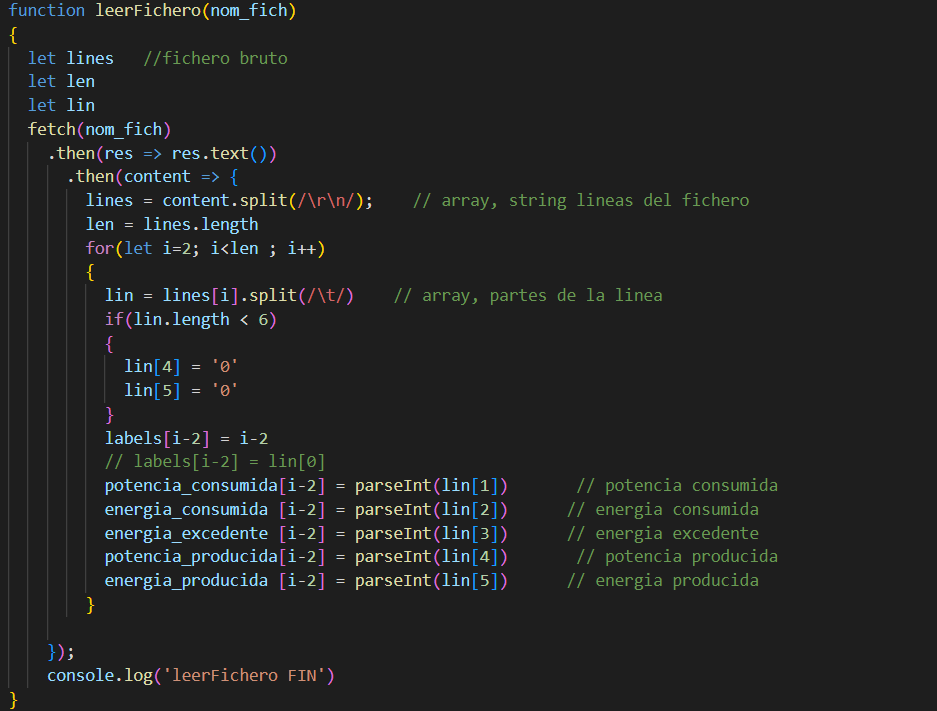 function leerFichero(nom_fich)
{
  let lines   //fichero bruto
  let len
  let lin
  fetch(nom_fich)
    .then(res => res.text())
      .then(content => {
        lines = content.split(/\r\n/);    // array, string lineas del fichero
        len = lines.length
        for(let i=2; i<len ; i++)
        {
          lin = lines[i].split(/\t/)    // array, partes de la linea
          if(lin.length < 6)
          {
            lin[4] = '0'
            lin[5] = '0'
          }
          labels[i-2] = i-2
          // labels[i-2] = lin[0]
          potencia_consumida[i-2] = parseInt(lin[1])       // potencia consumida
          energia_consumida [i-2] = parseInt(lin[2])      // energia consumida
          energia_excedente [i-2] = parseInt(lin[3])      // energia excedente
          potencia_producida[i-2] = parseInt(lin[4])       // potencia producida
          energia_producida [i-2] = parseInt(lin[5])      // energia producida
        }

    });
    console.log('leerFichero FIN')
}